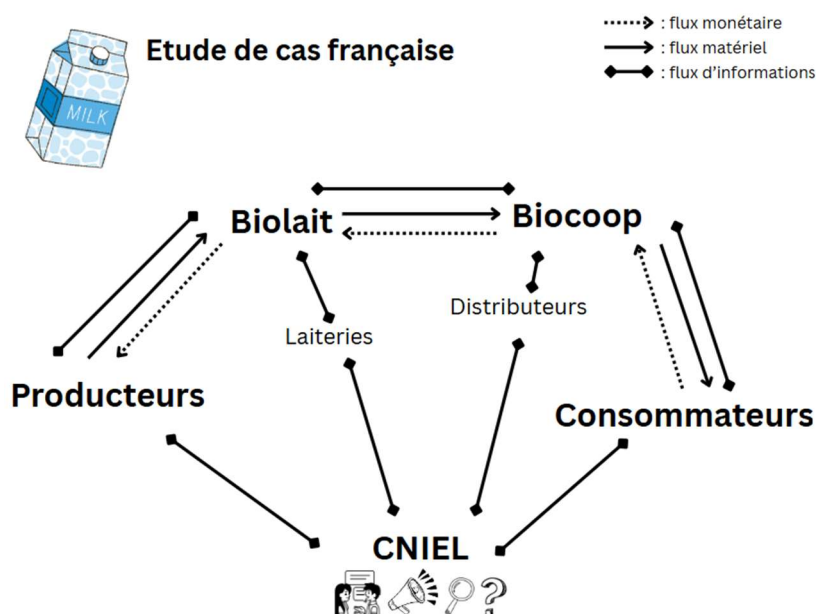 : flux monétaire
Etude de cas française
: flux matériel
: flux d'informations
MILK
Biolait
Biocoop
Distributeurs
Laiteries
Producteurs
Consommateurs
CNIEL
?